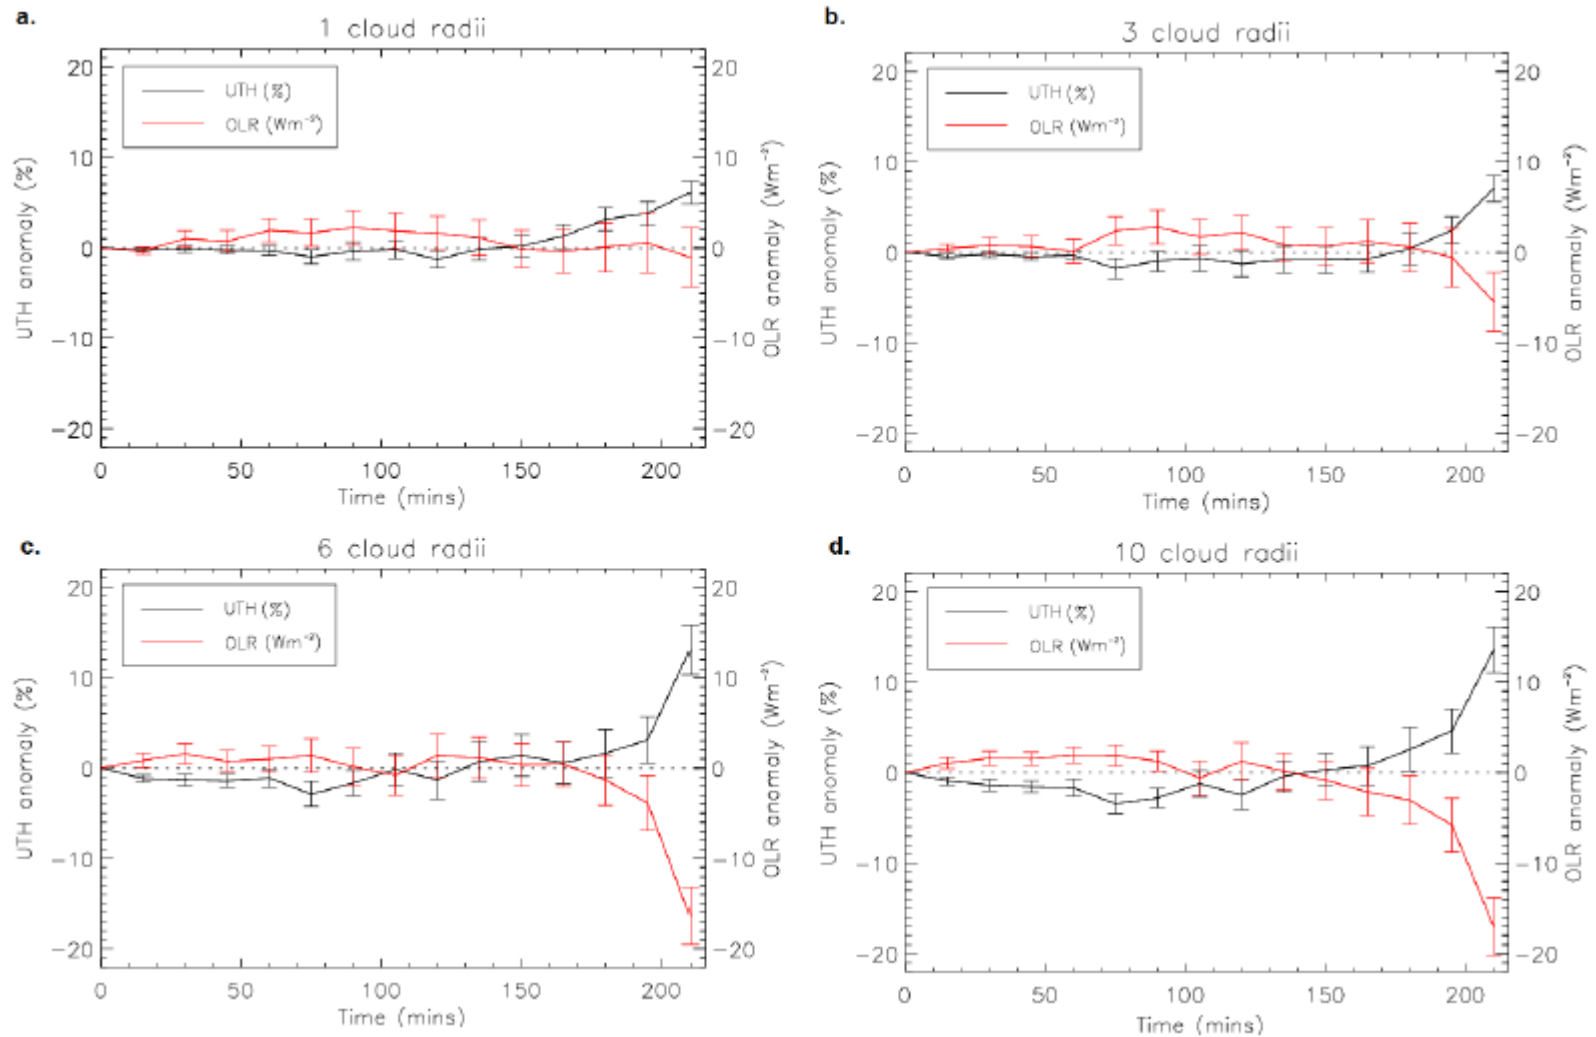 a.
1 cloud radii
UTH (%)
OLR (Wm⁻²)
UTH anomaly (%)
OLR anomaly (Wm⁻²)
20
10
0
−10
−20
20
10
0
−10
−20
0 50 100 150 200
Time (mins)
b.
3 cloud radii
UTH (%)
OLR (Wm⁻²)
UTH anomaly (%)
OLR anomaly (Wm⁻²)
20
10
0
−10
−20
20
10
0
−10
−20
0 50 100 150 200
Time (mins)
c.
6 cloud radii
UTH (%)
OLR (Wm⁻²)
UTH anomaly (%)
OLR anomaly (Wm⁻²)
20
10
0
−10
−20
20
10
0
−10
−20
0 50 100 150 200
Time (mins)
d.
10 cloud radii
UTH (%)
OLR (Wm⁻²)
UTH anomaly (%)
OLR anomaly (Wm⁻²)
20
10
0
−10
−20
20
10
0
−10
−20
0 50 100 150 200
Time (mins)